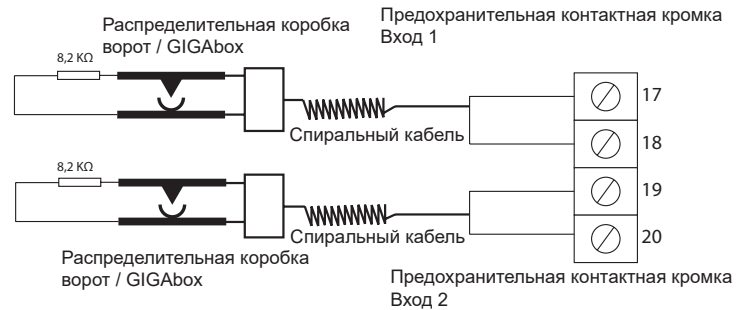 Распределительная коробка
ворот / GIGAbox
Предохранительная контактная кромка
Вход 1
8,2 KΩ
17
Спиральный кабель
18
8,2 KΩ
19
Спиральный кабель
20
Распределительная коробка
ворот / GIGAbox
Предохранительная контактная кромка
Вход 2